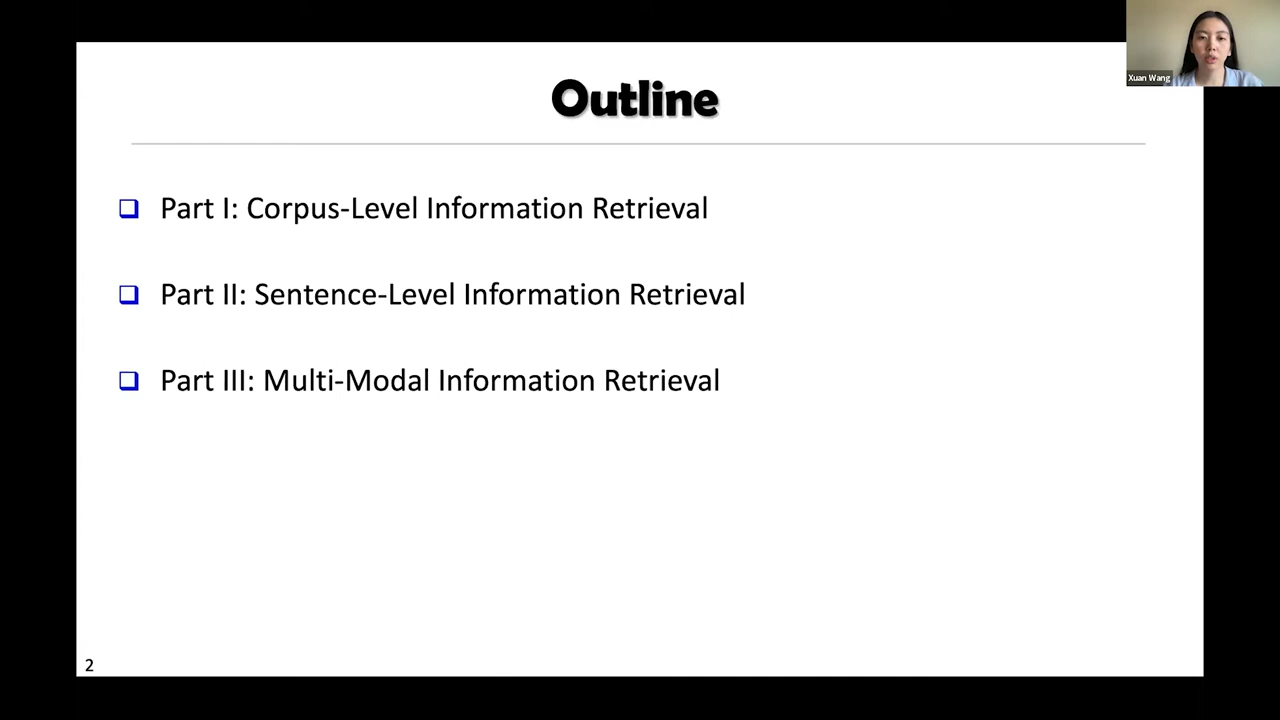 Xuan Wang
Outline
Part I: Corpus-Level Information Retrieval
Part II: Sentence-Level Information Retrieval
Part III: Multi-Modal Information Retrieval
2